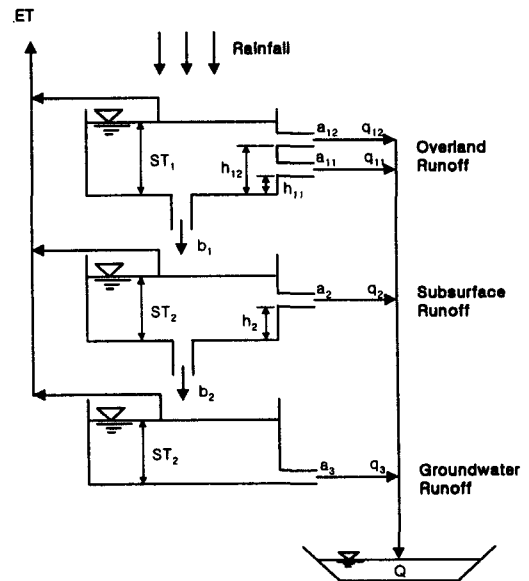 ET
Rainfall
a12 q12
Overland
Runoff
ST1
h12
a11 q11
h11
b1
ST2
h2
a2 q2
Subsurface
Runoff
b2
ST2
a3 q3
Groundwater
Runoff
Q